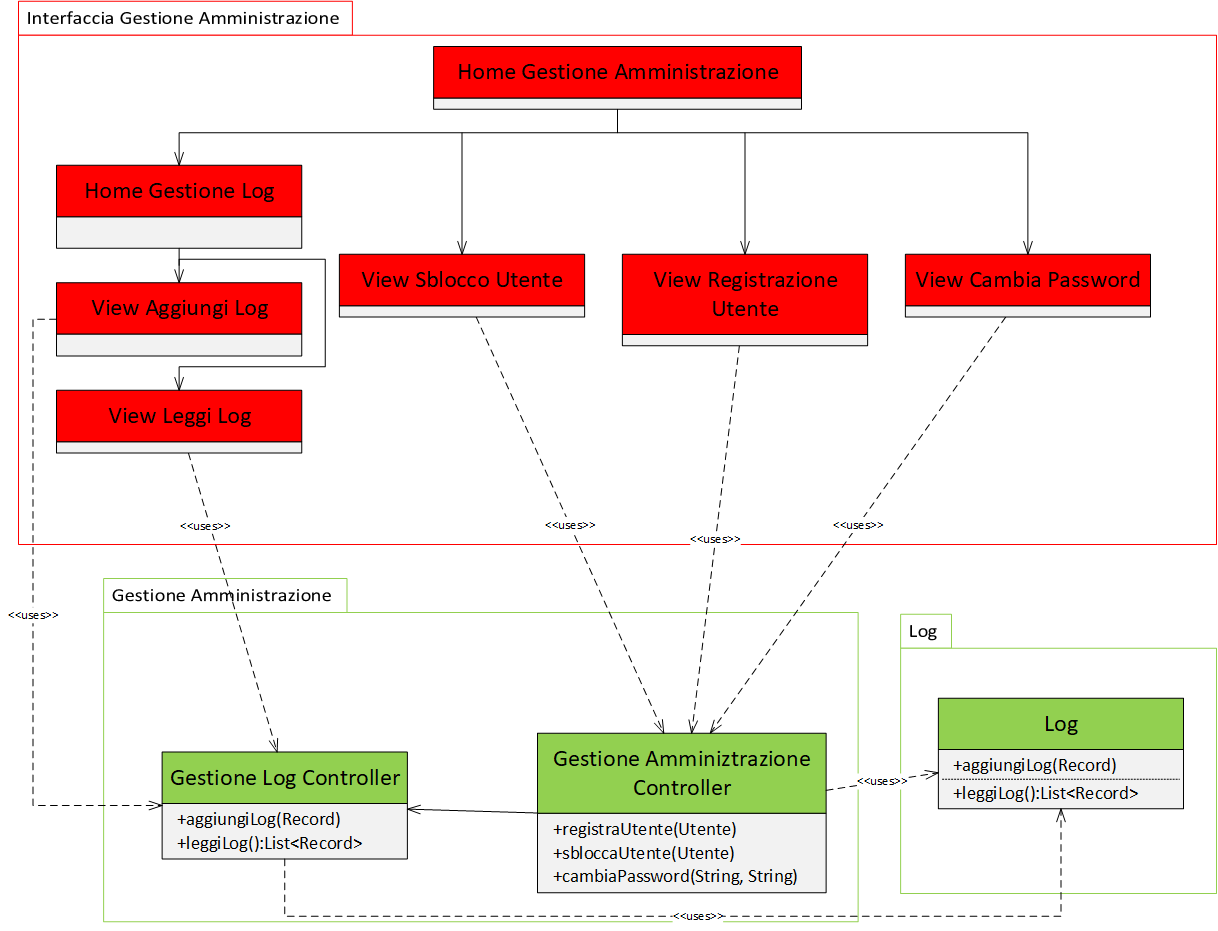 Interfaccia Gestione Amministrazione
Home Gestione Amministrazione
Home Gestione Log
View Sblocco Utente
View Registrazione
Utente
View Cambia Password
View Aggiungi Log
View Leggi Log
<<uses>>
<<uses>>
<<uses>>
<<uses>>
<<uses>>
Gestione Amministrazione
Log
Gestione Log Controller
+aggiungiLog(Record)
+leggiLog():List<Record>
Gestione Amminiztrazione
Controller
+registraUtente(Utente)
+sbloccaUtente(Utente)
+cambiaPassword(String, String)
<<uses>>
Log
+aggiungiLog(Record)
+leggiLog():List<Record>
<<uses>>